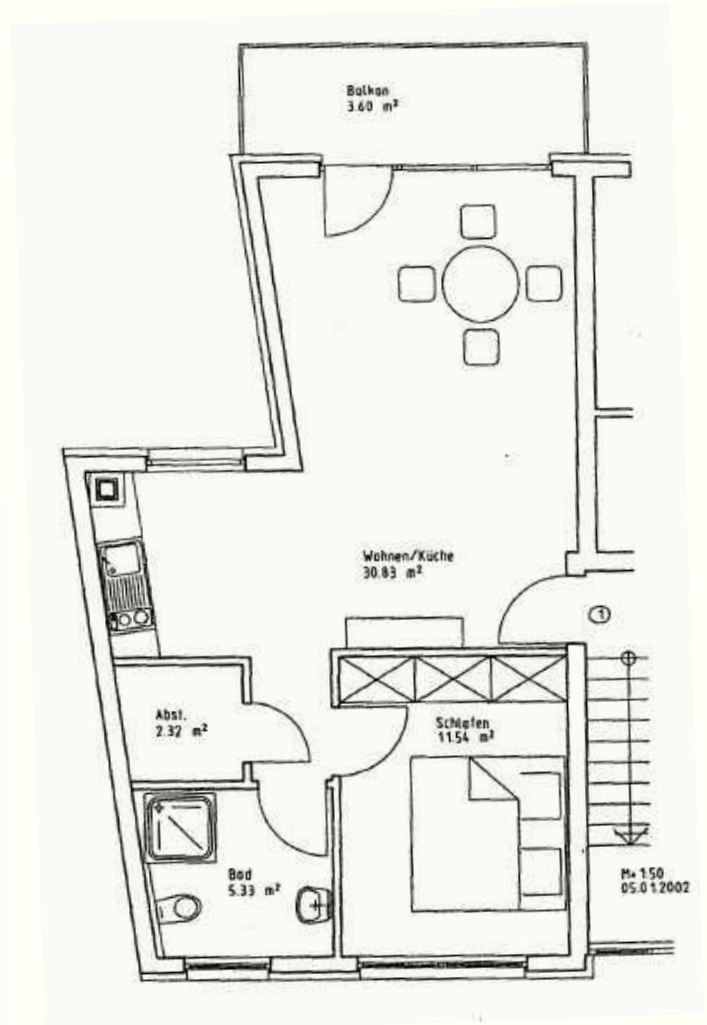 Balkon
3.60 m²
Wohnen/Küche
30.83 m²
1
Abst.
2.32 m²
Schlafen
11.54 m²
Bad
5.33 m²
M= 1:50
05.01.2002